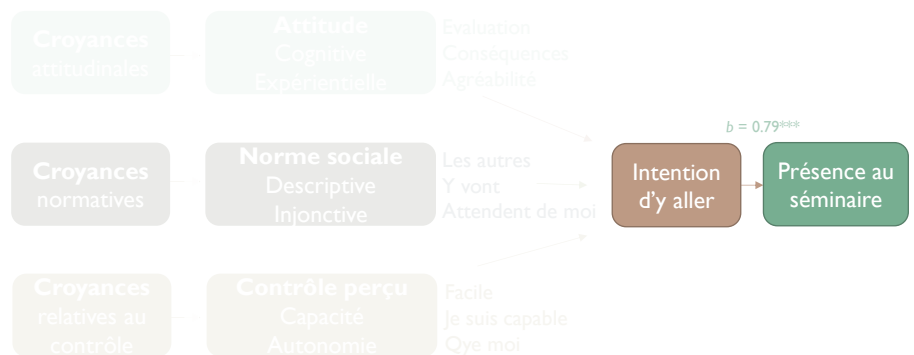 Croyances
attitudinales
Attitude
Cognitive
Expérientielle
Evaluation
Conséquences
Agréabilité
b = 0.79***
Croyances
normatives
Norme sociale
Descriptive
Injonctive
Les autres
Y vont
Attendent de moi
Intention
d'y aller
Présence au
séminaire
Croyances
relatives au
contrôle
Contrôle perçu
Capacité
Autonomie
Facile
Je suis capable
Qye moi